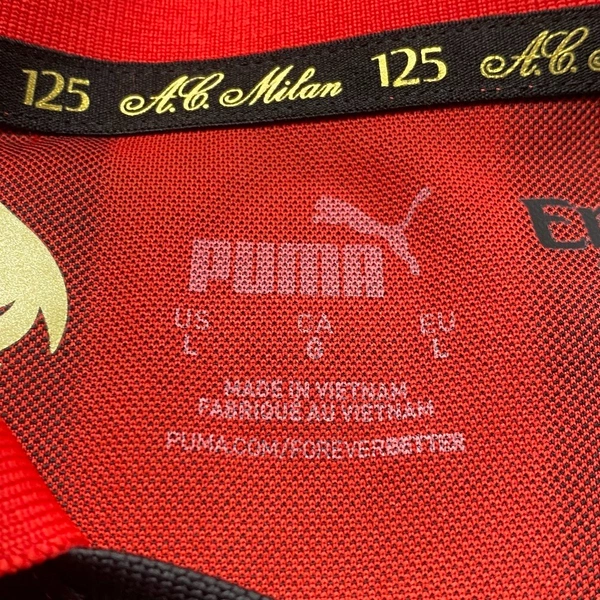 125 A.C. Milan 125 A.C.
PUMA
US CA EU
L G L
MADE IN VIETNAM
FABRIQUÉ AU VIETNAM
PUMA.COM/FOREVERBETTER